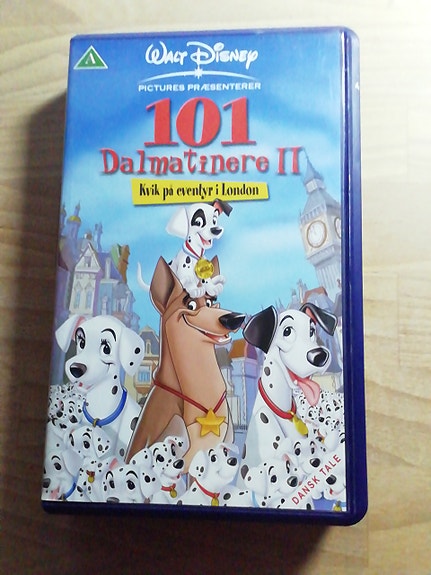 A
WALT DISNEY
PICTURES PRÆSENTERER
101
Dalmatinere II
Kvik på eventyr i London
DANSK TALE